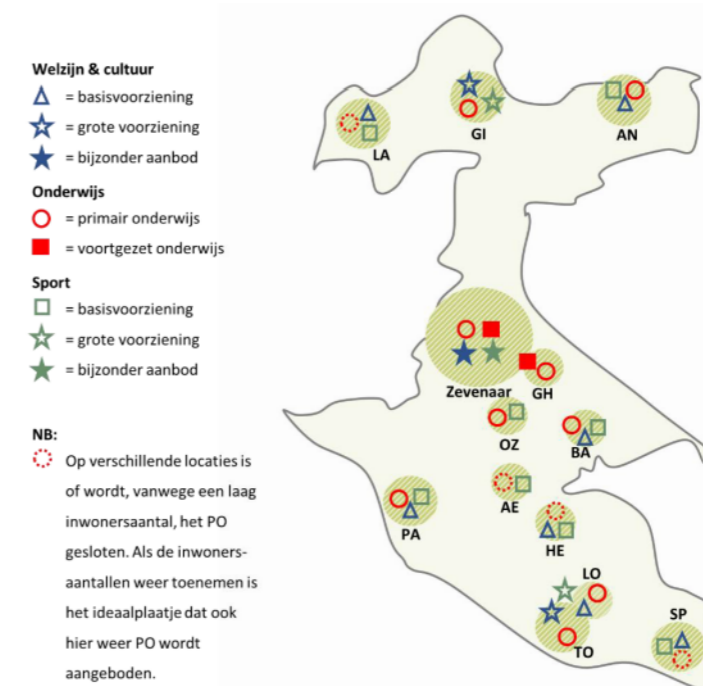 Welzijn & cultuur
= basisvoorziening
= grote voorziening
= bijzonder aanbod
Onderwijs
= primair onderwijs
= voortgezet onderwijs
Sport
= basisvoorziening
= grote voorziening
= bijzonder aanbod
NB:
Op verschillende locaties is
of wordt, vanwege een laag
inwonersaantal, het PO
gesloten. Als de inwoners-
aantallen weer toenemen is
het ideaalplaatje dat ook
hier weer PO wordt
aangeboden.
LA
GI
AN
Zevenaar
GH
OZ
BA
AE
PA
HE
LO
TO
SP